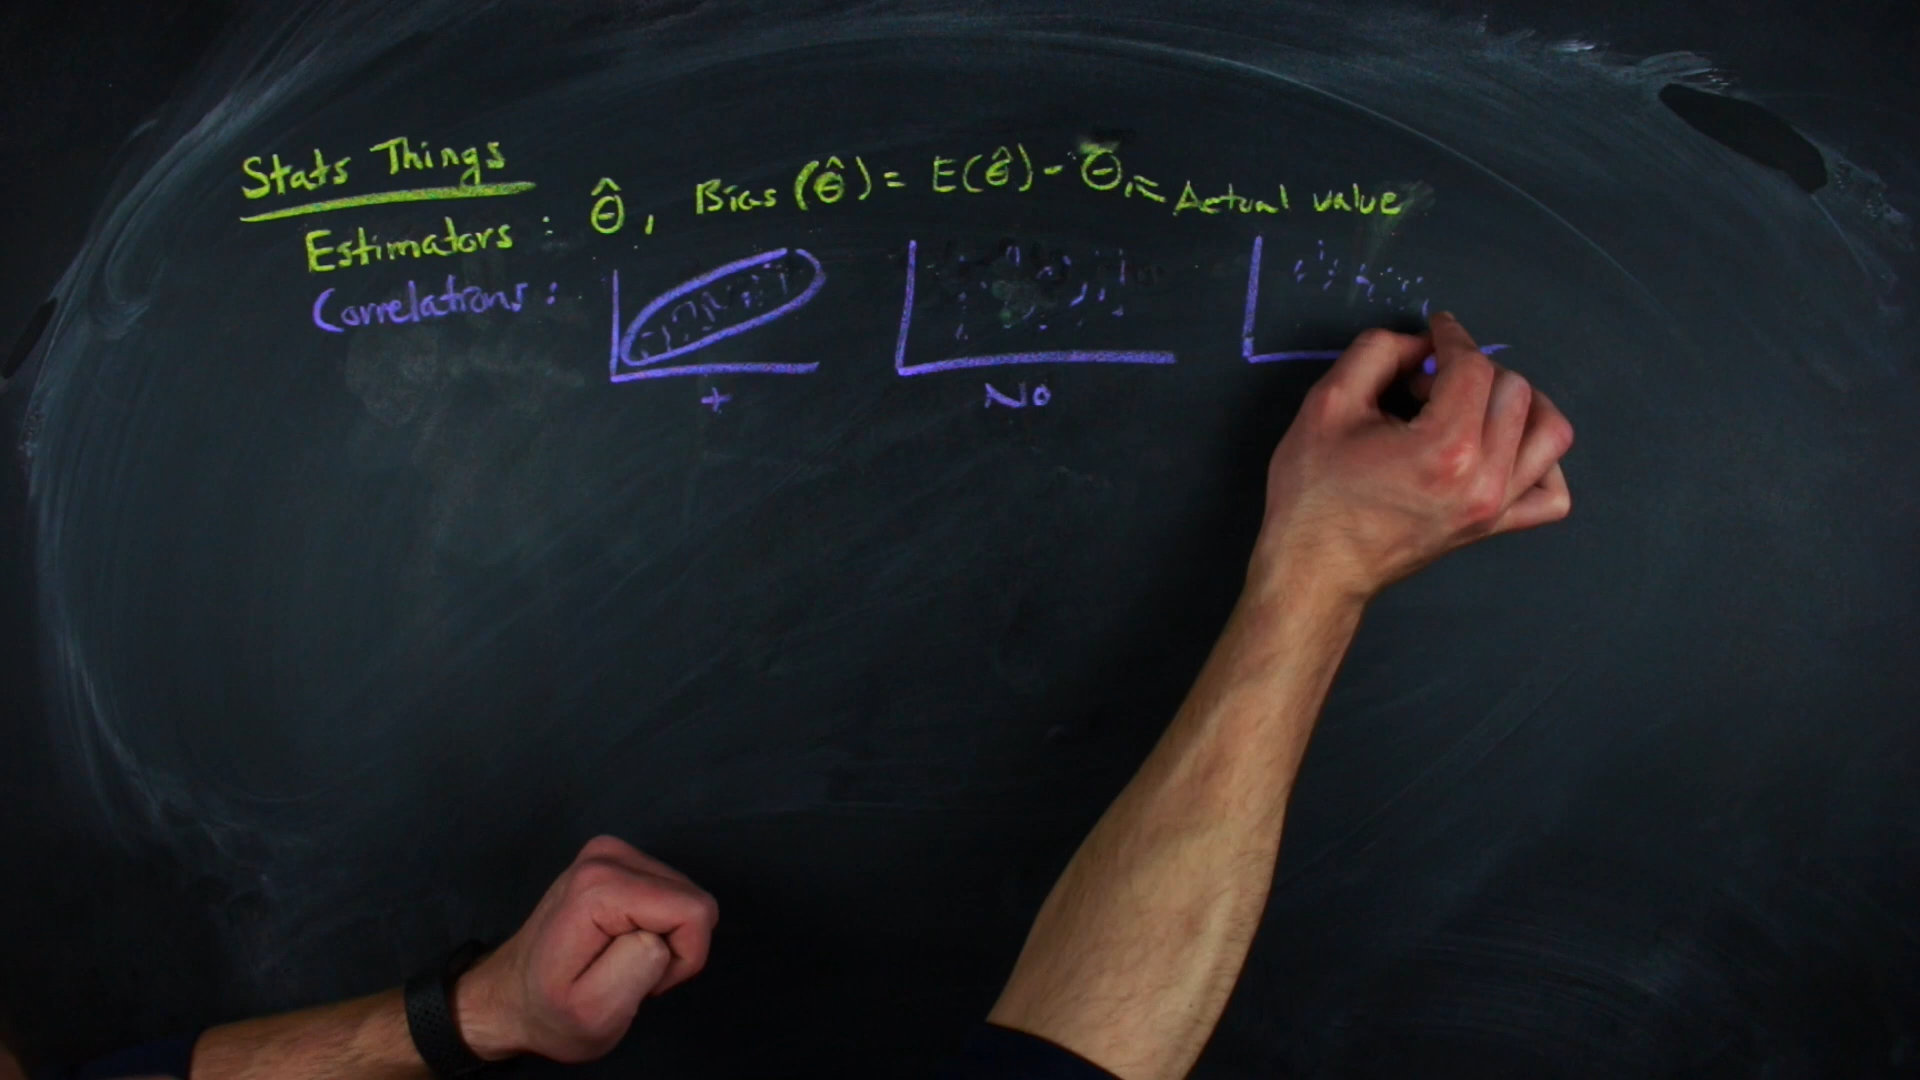 Stats Things
Estimators : θ̂, Bias (θ̂) = E(θ̂) - θ, ≈ Actual value
Correlations :
+ No